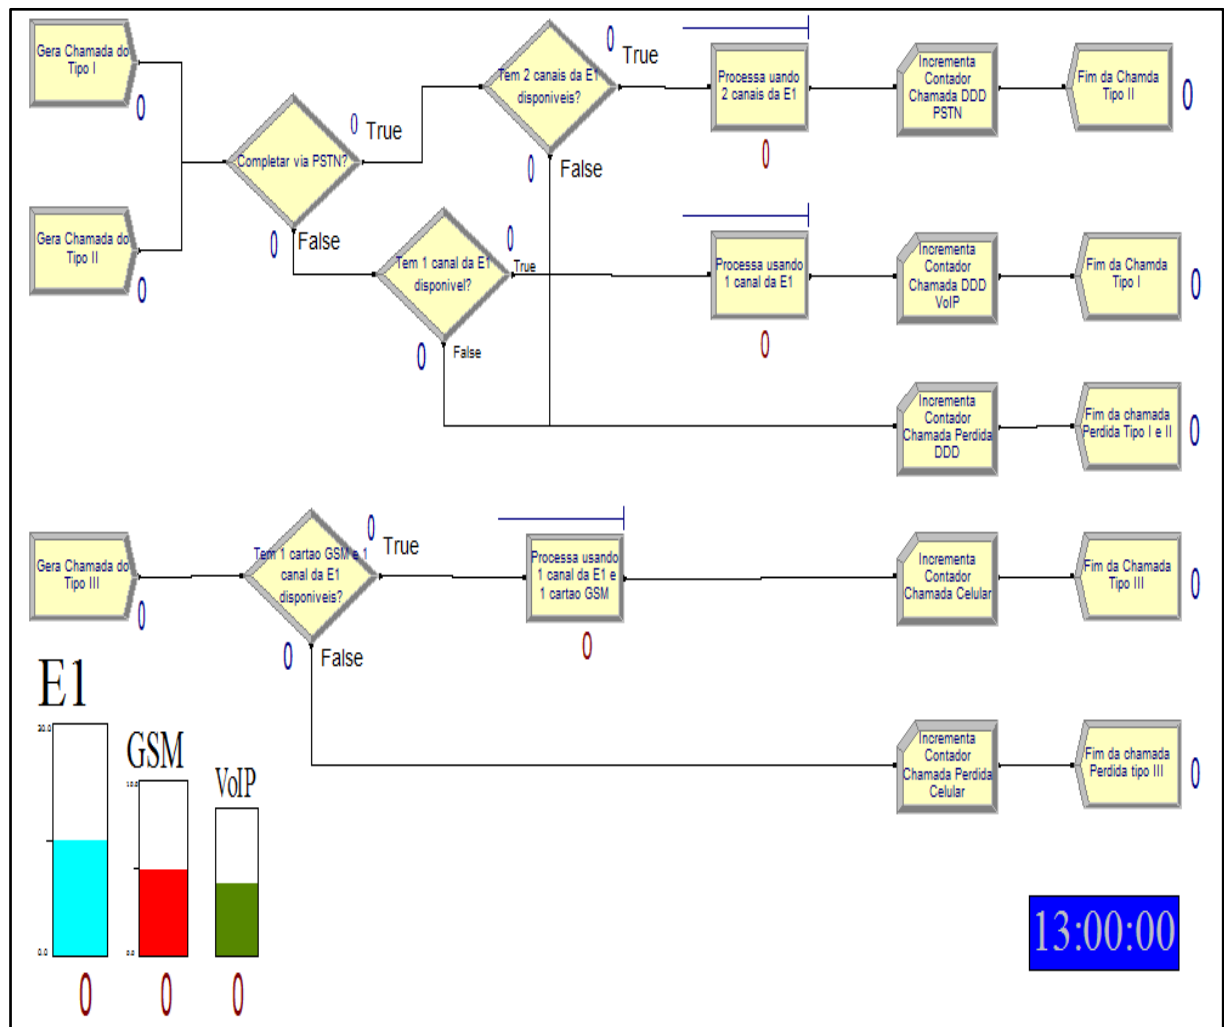 Gera Chamada do
Tipo I
0
Gera Chamada do
Tipo II
0
Completar via PSTN?
0
True
0
False
Tem 2 canais da E1
disponiveis?
0
True
0
False
Processa uando
2 canais da E1
0
Incrementa
Contador
Chamada DDD
PSTN
Fim da Chamda
Tipo II
0
Tem 1 canal da E1
disponivel?
0
True
0
False
Processa usando
1 canal da E1
0
Incrementa
Contador
Chamada DDD
VoIP
Fim da Chamda
Tipo I
0
Incrementa
Contador
Chamada Perdida
DDD
Fim da chamada
Perdida Tipo I e II
0
Gera Chamada do
Tipo III
0
Tem 1 cartao GSM e 1
canal da E1
disponiveis?
0
True
0
False
Processa usando
1 canal da E1 e
1 cartao GSM
0
Incrementa
Contador
Chamada Celular
Fim da Chamada
Tipo III
0
Incrementa
Contador
Chamada Perdida
Celular
Fim da chamada
Perdida tipo III
0
E1
0.0
0
GSM
0.0
0
VoIP
0
13:00:00